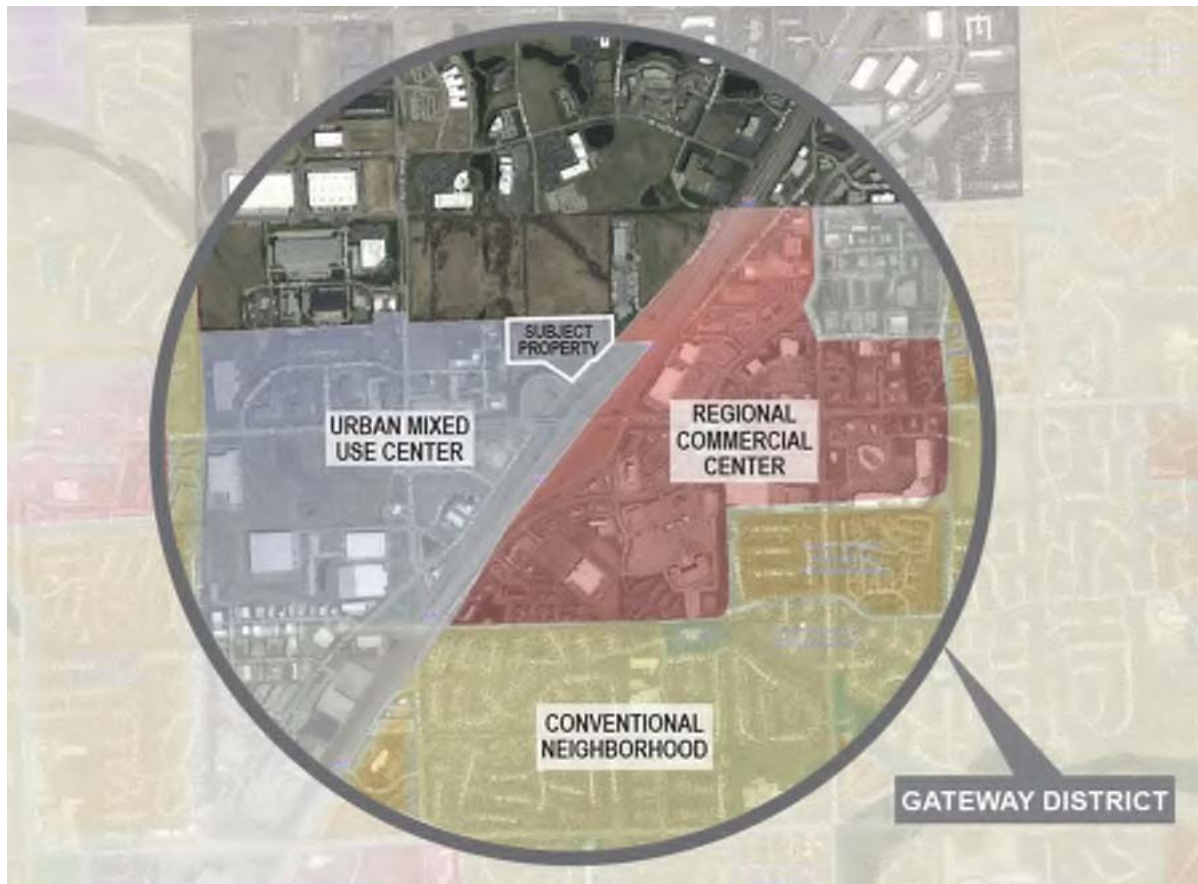 SUBJECT
PROPERTY
URBAN MIXED
USE CENTER
REGIONAL
COMMERCIAL
CENTER
CONVENTIONAL
NEIGHBORHOOD
GATEWAY DISTRICT